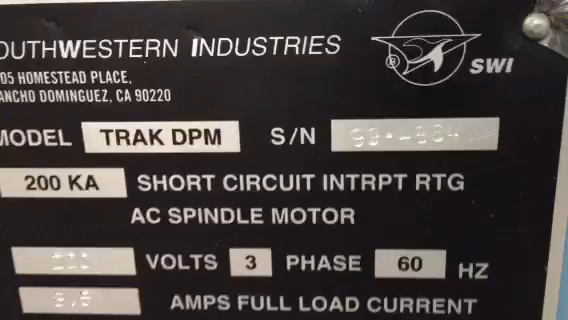 OUTHWESTERN INDUSTRIES
05 HOMESTEAD PLACE,
ANCHO DOMINGUEZ, CA 90220
® SWI
MODEL TRAK DPM S/N
200 KA SHORT CIRCUIT INTRPT RTG
AC SPINDLE MOTOR
VOLTS 3 PHASE 60 HZ
AMPS FULL LOAD CURRENT